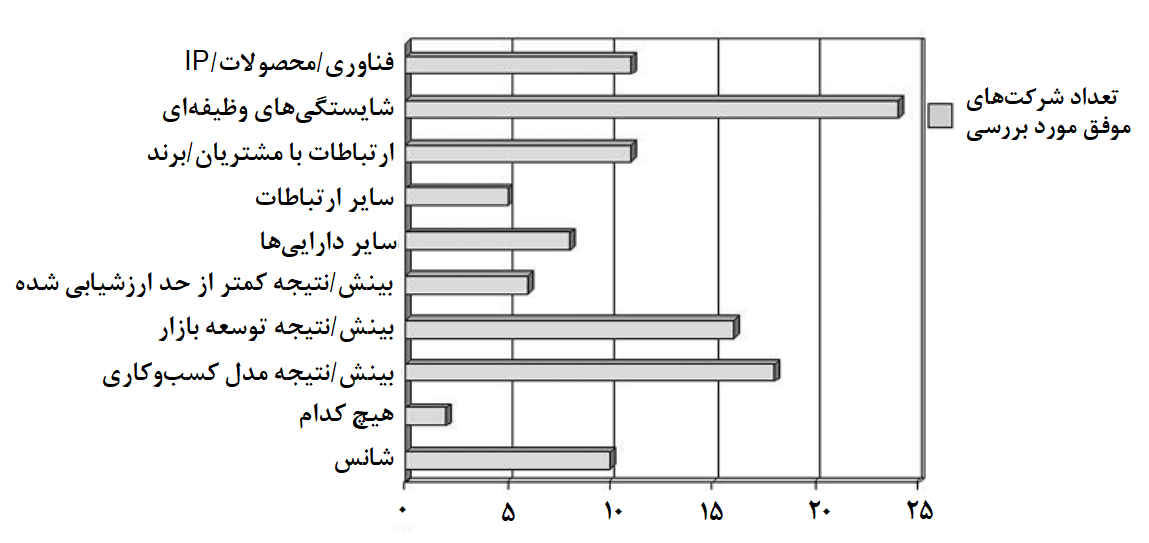 فناوری/محصولات/IP
شایستگی‌های وظیفه‌ای
ارتباطات با مشتریان/برند
سایر ارتباطات
سایر دارایی‌ها
بینش/نتیجه کمتر از حد ارزشیابی شده
بینش/نتیجه توسعه بازار
بینش/نتیجه مدل کسب‌وکاری
هیچ کدام
شانس
تعداد شرکت‌های
موفق مورد بررسی
۰ ۵ ۱۰ ۱۵ ۲۰ ۲۵